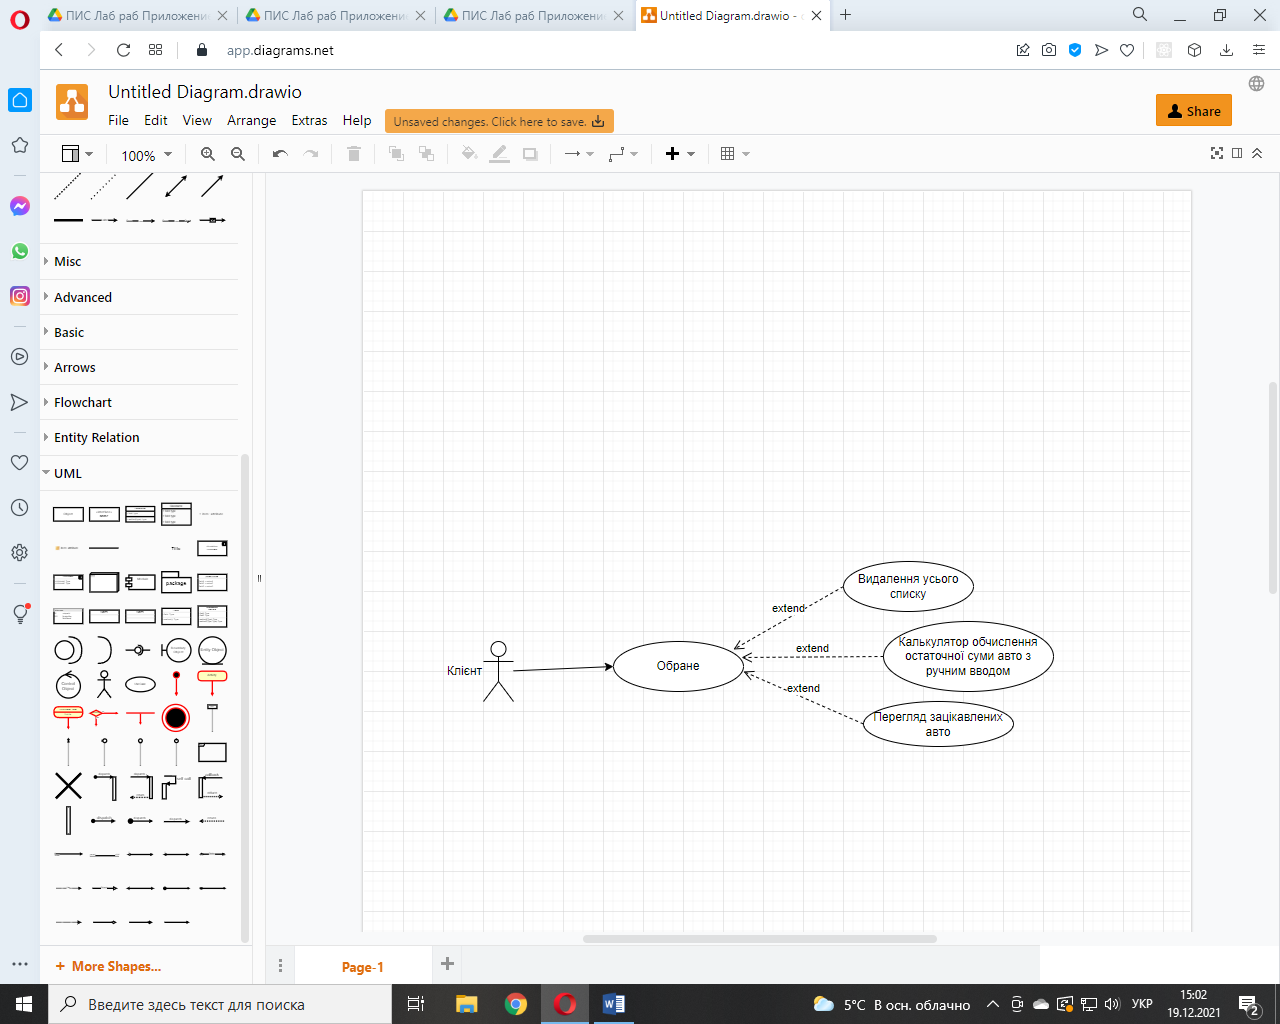 ПИС Лаб раб Приложени
ПИС Лаб раб Приложени
ПИС Лаб раб Приложени
Untitled Diagram.drawio -
app.diagrams.net
Untitled Diagram.drawio
File Edit View Arrange Extras Help
Unsaved changes. Click here to save.
Share
100%
Misc
Advanced
Basic
Arrows
Flowchart
Entity Relation
UML
Title
package
More Shapes...
Клієнт
Обране
extend
extend
extend
Видалення усього
списку
Калькулятор обчислення
остаточної суми авто з
ручним вводом
Перегляд зацікавлених
авто
Page-1
Введите здесь текст для поиска
5°C В осн. облачно
УКР
15:02
19.12.2021
2